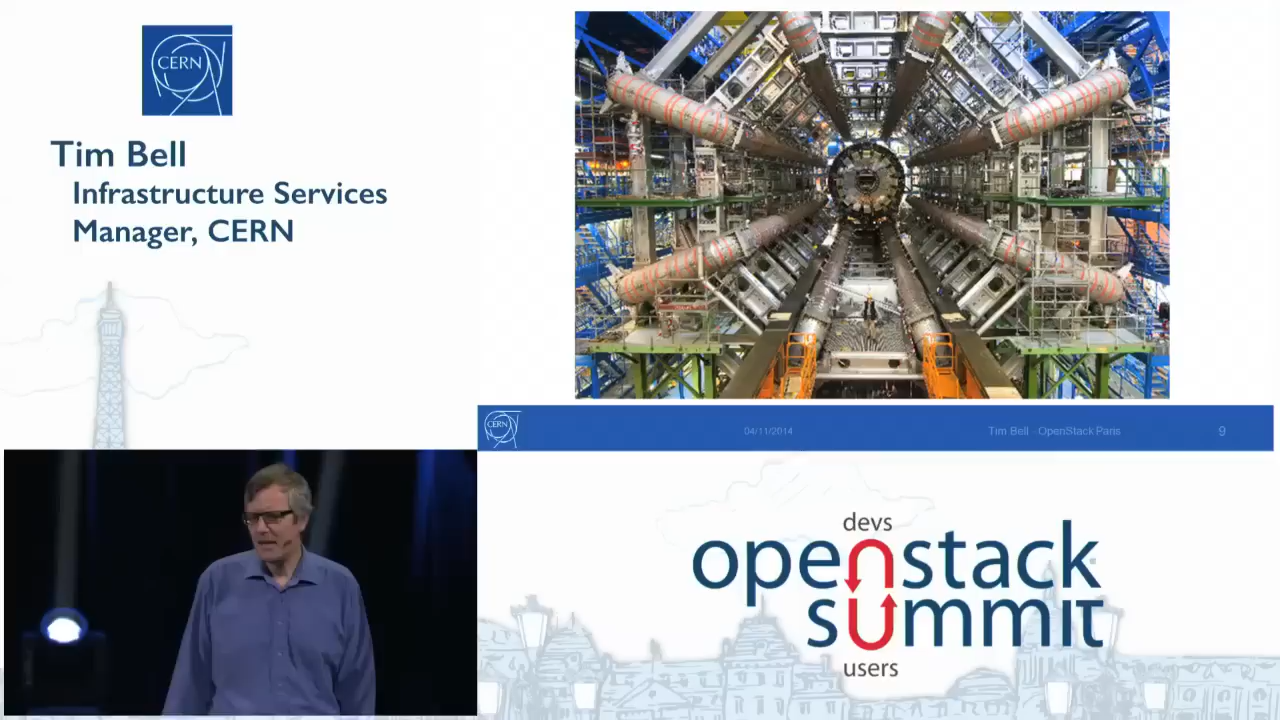 CERN
Tim Bell
Infrastructure Services
Manager, CERN
CERN
04/11/2014
Tim Bell - OpenStack Paris
9
devs
openstack
summit
users